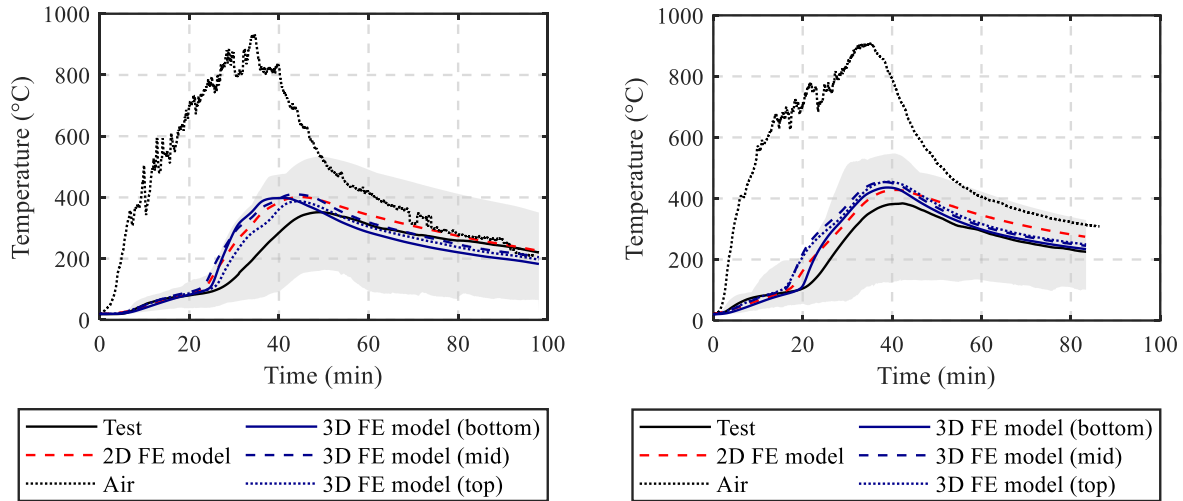 1000
800
600
400
200
0
Temperature (°C)
0 20 40 60 80 100
Time (min)
Test
2D FE model
Air
3D FE model (bottom)
3D FE model (mid)
3D FE model (top)
1000
800
600
400
200
0
Temperature (°C)
0 20 40 60 80 100
Time (min)
Test
2D FE model
Air
3D FE model (bottom)
3D FE model (mid)
3D FE model (top)